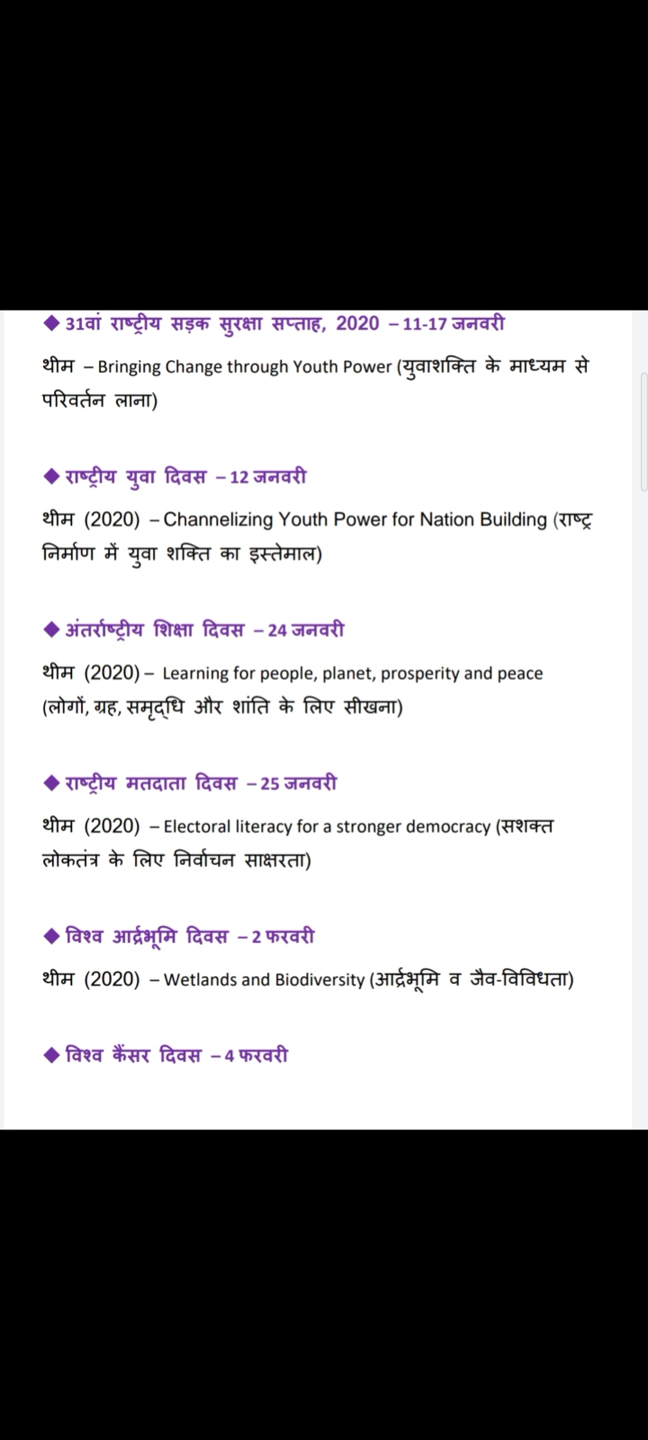 ◆ 31वां राष्ट्रीय सड़क सुरक्षा सप्ताह, 2020 – 11-17 जनवरी
थीम – Bringing Change through Youth Power (युवाशक्ति के माध्यम से
परिवर्तन लाना)
◆ राष्ट्रीय युवा दिवस – 12 जनवरी
थीम (2020) – Channelizing Youth Power for Nation Building (राष्ट्र
निर्माण में युवा शक्ति का इस्तेमाल)
◆ अंतर्राष्ट्रीय शिक्षा दिवस – 24 जनवरी
थीम (2020) – Learning for people, planet, prosperity and peace
(लोगों, ग्रह, समृद्धि और शांति के लिए सीखना)
◆ राष्ट्रीय मतदाता दिवस – 25 जनवरी
थीम (2020) – Electoral literacy for a stronger democracy (सशक्त
लोकतंत्र के लिए निर्वाचन साक्षरता)
◆ विश्व आर्द्रभूमि दिवस – 2 फरवरी
थीम (2020) – Wetlands and Biodiversity (आर्द्रभूमि व जैव-विविधता)
◆ विश्व कैंसर दिवस – 4 फरवरी